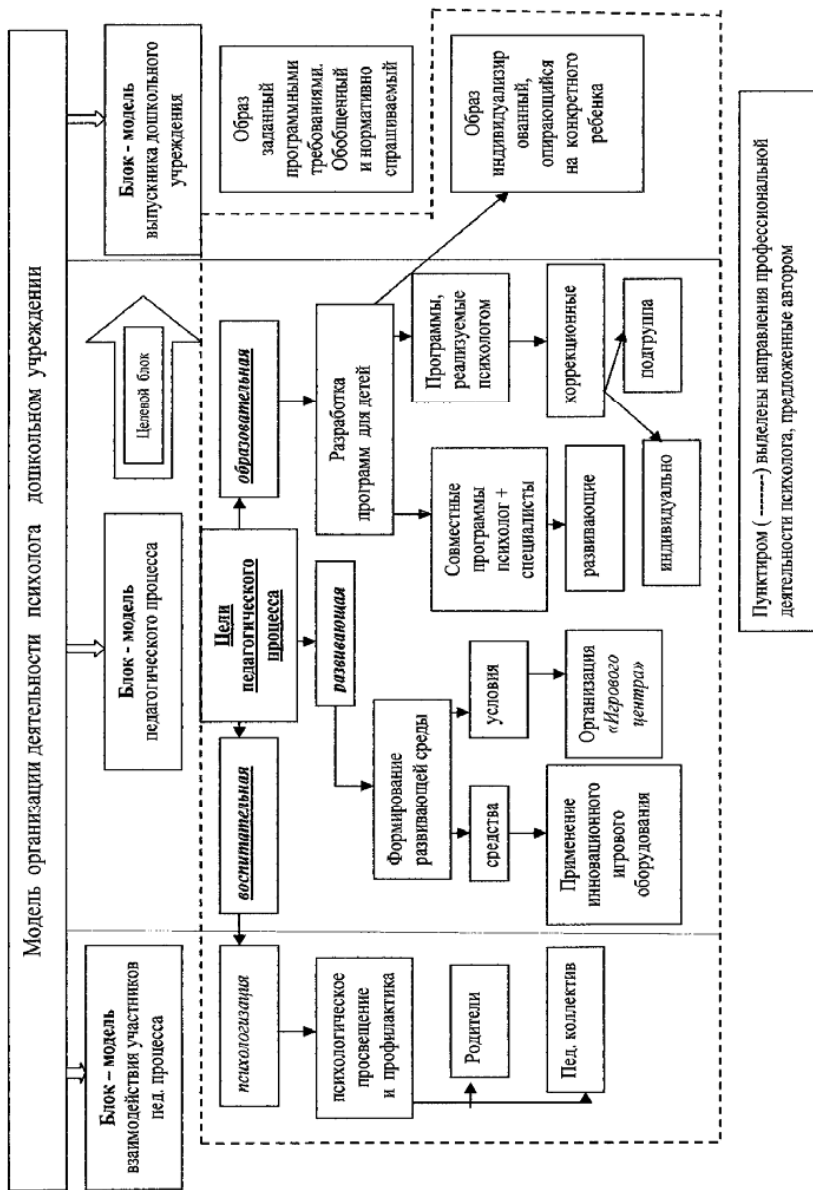 Модель организации деятельности психолога дошкольном учреждении
Блок – модель
взаимодействия участников
пед. процесса
Блок – модель
педагогического процесса
Целевой блок
Блок - модель
выпускника дошкольного
учреждения
психологизация
воспитательная
Цели
педагогического
процесса
образовательная
Образ
заданный
программными
требованиями.
Обобщенный
и нормативно
спрашиваемый
психологическое
просвещение
и профилактика
развивающая
Разработка
программ для детей
Формирование
развивающей среды
Родители
средства
условия
Совместные
программы
психолог +
специалисты
Программы,
реализуемые
психологом
Образ
индивидуализир
ованный,
опирающийся
на конкретного
ребенка
Пед. коллектив
Применение
инновационного
игрового
оборудования
Организация
«Игрового
центра»
развивающие
коррекционные
индивидуально
подгруппа
Пунктиром ( ------- ) выделены направления профессиональной
деятельности психолога, предложенные автором